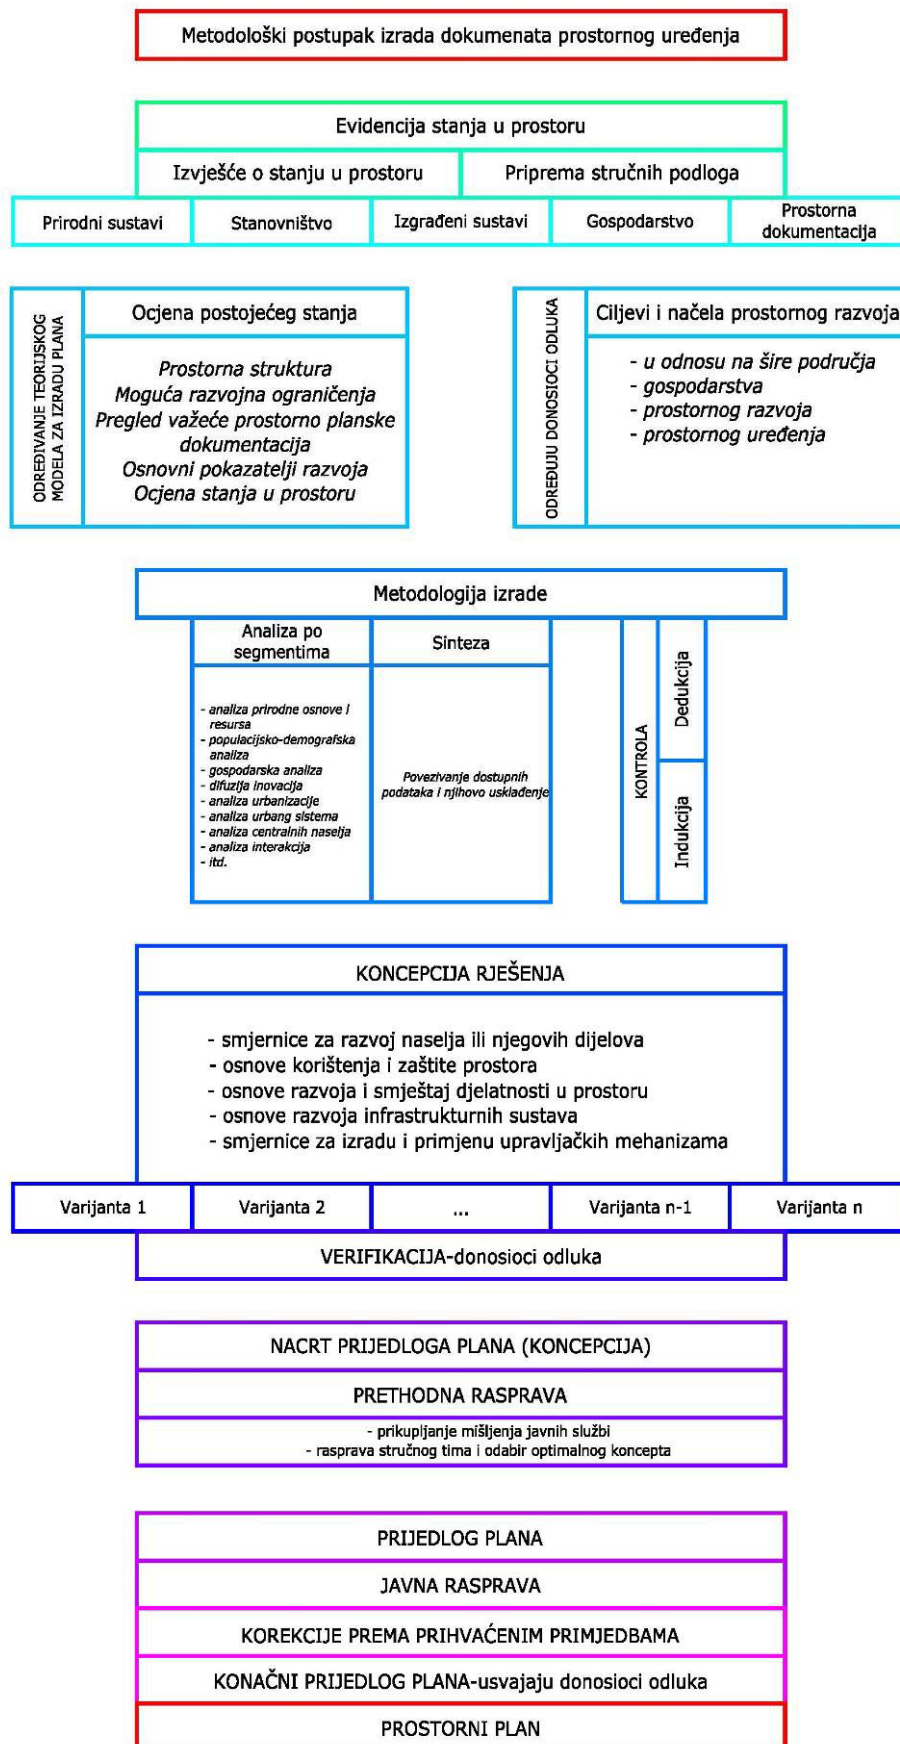 Metodološki postupak izrada dokumenata prostornog uređenja
Evidencija stanja u prostoru
Izvješće o stanju u prostoru
Priprema stručnih podloga
Prirodni sustavi
Stanovništvo
Izgrađeni sustavi
Gospodarstvo
Prostorna
dokumentacija
ODREĐIVANJE TEORIJSKOG
MODELA ZA IZRADU PLANA
Ocjena postojećeg stanja
Prostorna struktura
Moguća razvojna ograničenja
Pregled važeće prostorno planske
dokumentacija
Osnovni pokazatelji razvoja
Ocjena stanja u prostoru
ODREĐUJU DONOSIOCI ODLUKA
Ciljevi i načela prostornog razvoja
- u odnosu na šire područja
- gospodarstva
- prostornog razvoja
- prostornog uređenja
Metodologija izrade
Analiza po
segmentima
- analiza prirodne osnove i
resursa
- populacijsko-demografska
analiza
- gospodarska analiza
- difuzija inovacija
- analiza urbanizacije
- analiza urbang sistema
- analiza centralnih naselja
- analiza interakcija
- itd.
Sinteza
Povezivanje dostupnih
podataka i njihovo usklađenje
KONTROLA
Dedukcija
Indukcija
KONCEPCIJA RJEŠENJA
- smjernice za razvoj naselja ili njegovih dijelova
- osnove korištenja i zaštite prostora
- osnove razvoja i smještaj djelatnosti u prostoru
- osnove razvoja infrastrukturnih sustava
- smjernice za izradu i primjenu upravljačkih mehanizama
Varijanta 1
Varijanta 2
...
Varijanta n-1
Varijanta n
VERIFIKACIJA-donosioci odluka
NACRT PRIJEDLOGA PLANA (KONCEPCIJA)
PRETHODNA RASPRAVA
- prikupljanje mišljenja javnih službi
- rasprava stručnog tima i odabir optimalnog koncepta
PRIJEDLOG PLANA
JAVNA RASPRAVA
KOREKCIJE PREMA PRIHVAĆENIM PRIMJEDBAMA
KONAČNI PRIJEDLOG PLANA-usvajaju donosioci odluka
PROSTORNI PLAN